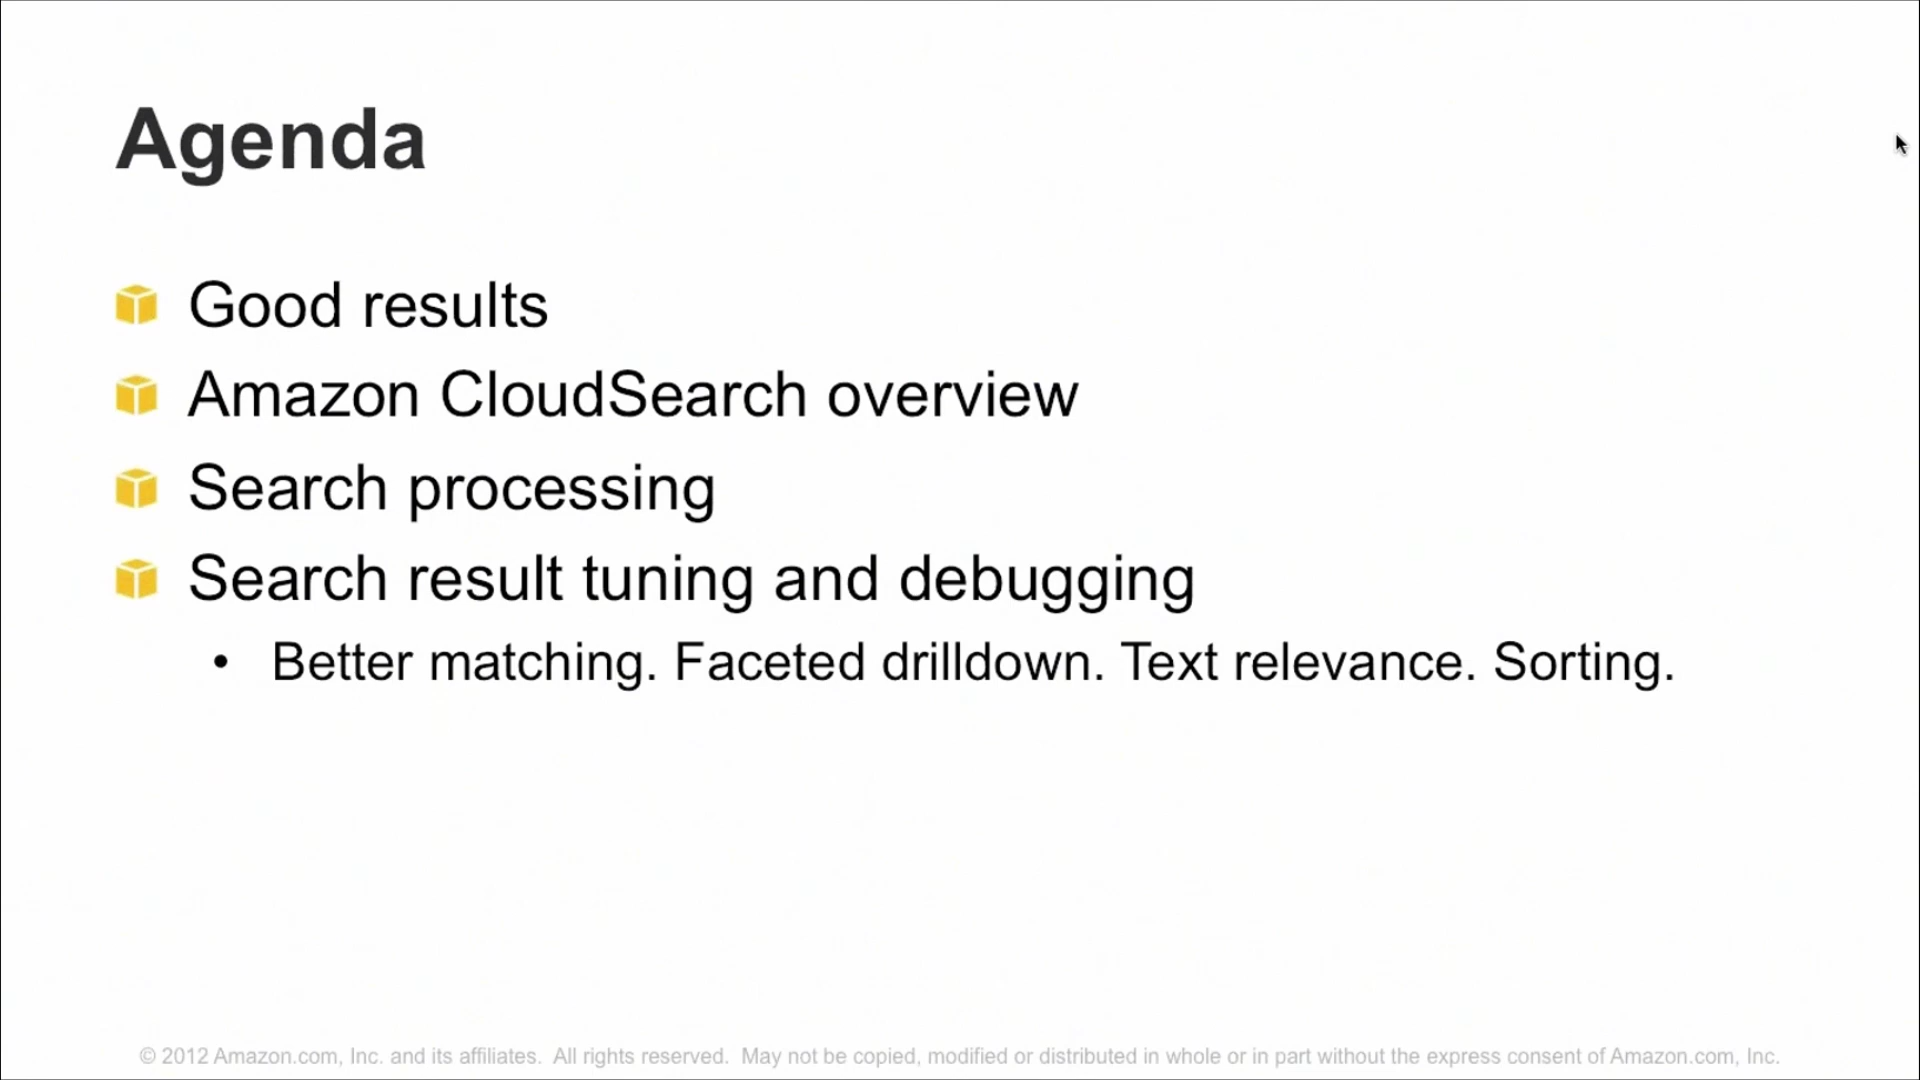 Agenda
Good results
Amazon CloudSearch overview
Search processing
Search result tuning and debugging
• Better matching. Faceted drilldown. Text relevance. Sorting.
© 2012 Amazon.com, Inc. and its affiliates. All rights reserved. May not be copied, modified or distributed in whole or in part without the express consent of Amazon.com, Inc.